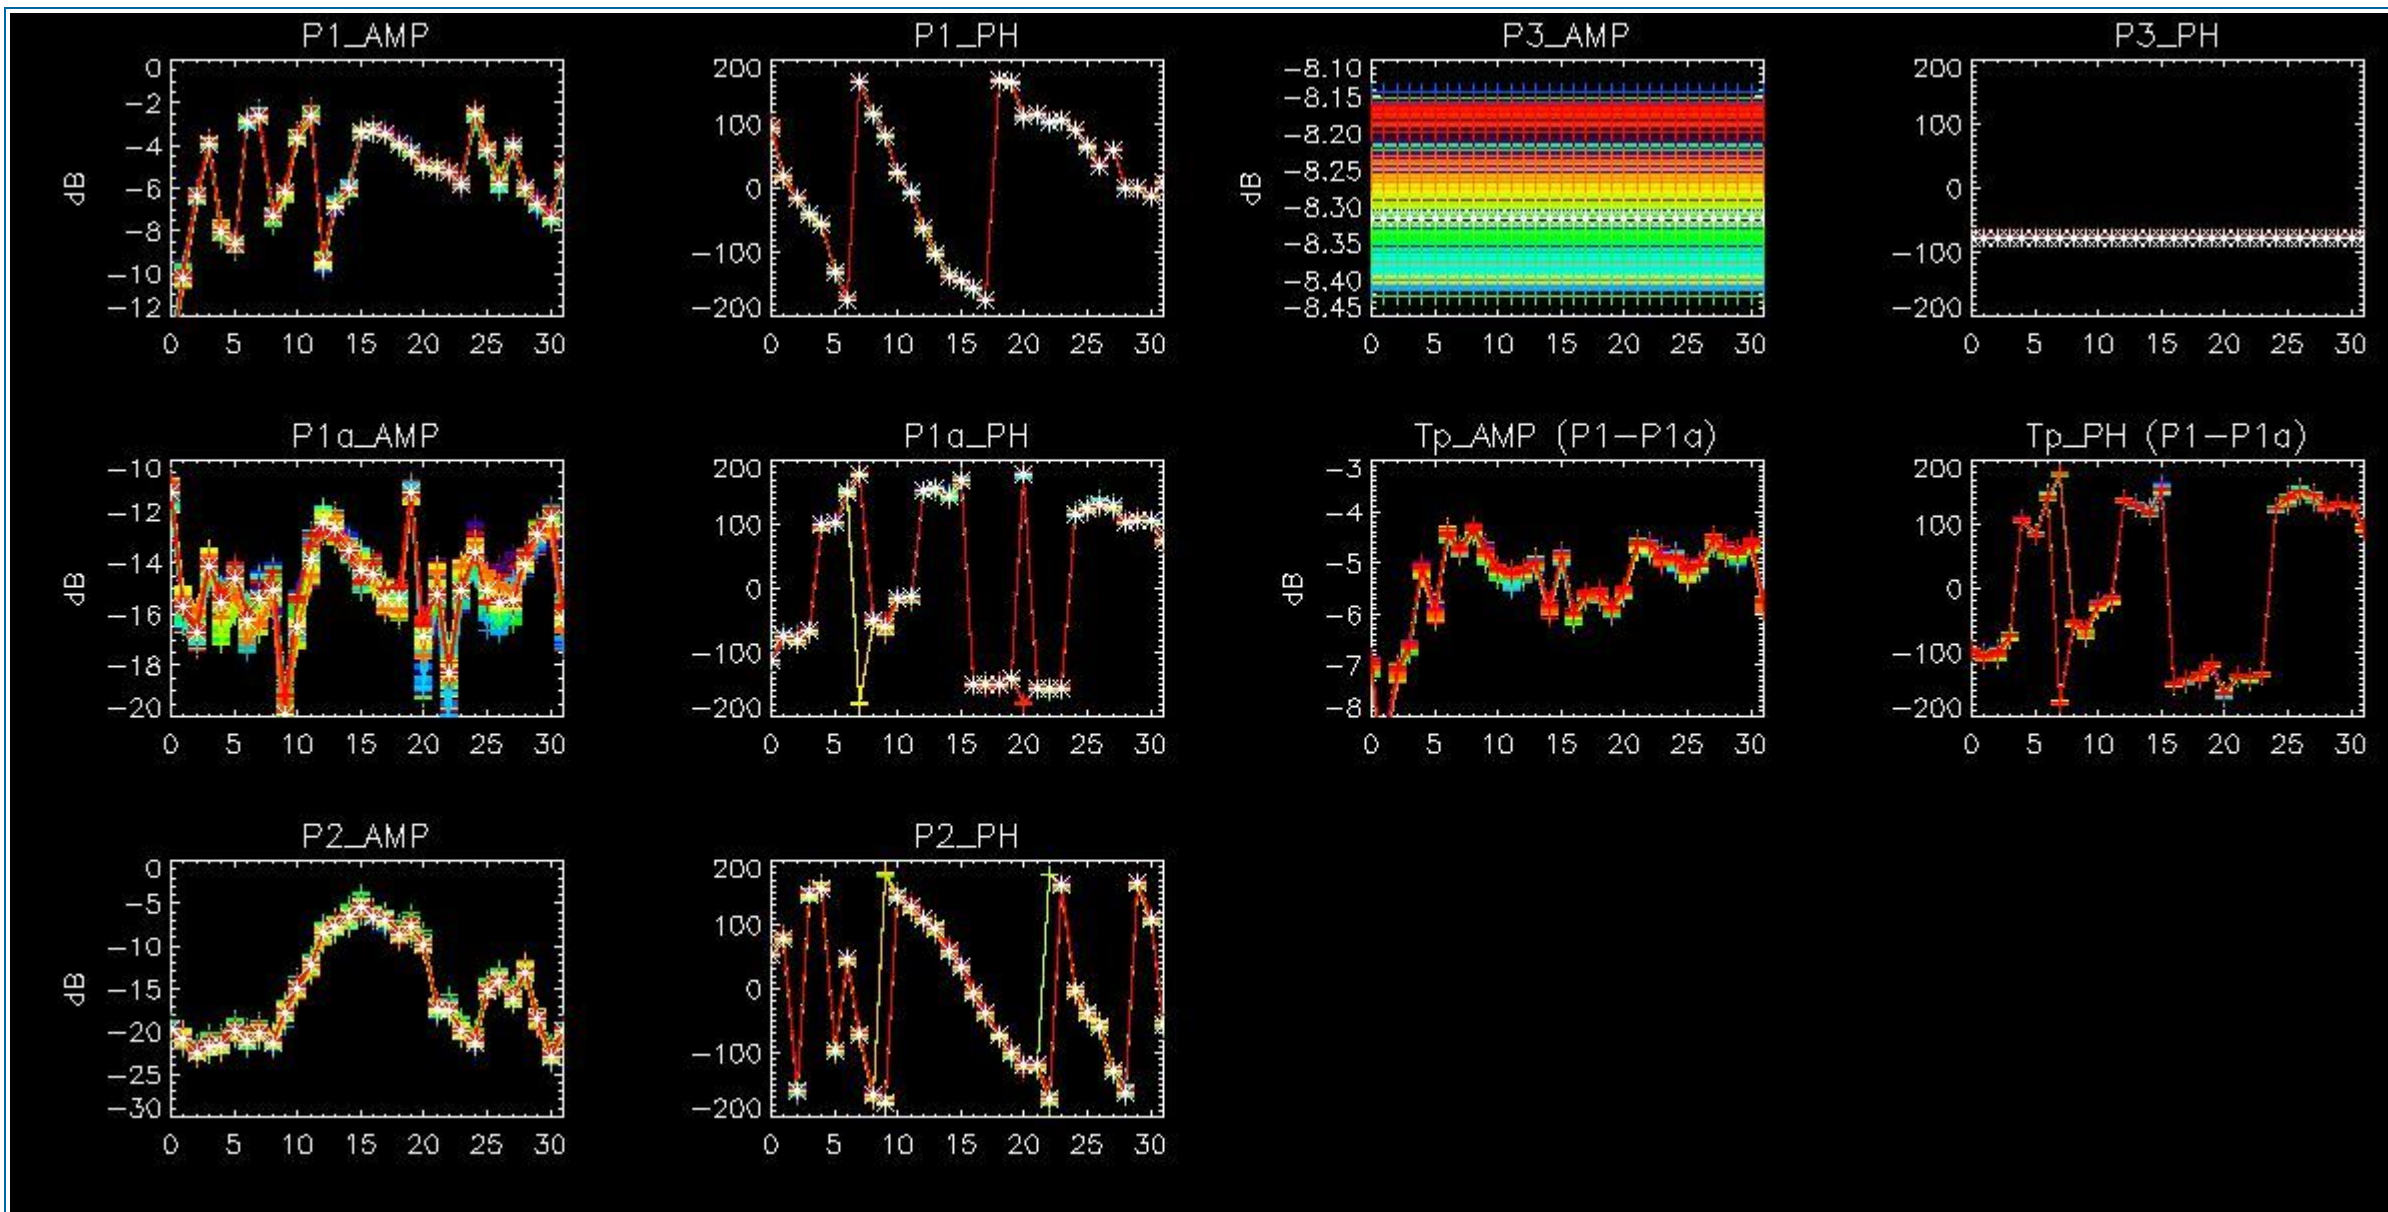 P1_AMP P1_PH P3_AMP P3_PH
0 200 -8.10 200
-2 100 -8.15 100
-4 0 -8.20 0
-6 -100 -8.25 -100
-8 -200 -8.30 -200
-10 -8.35
-12 -8.40
-8.45
dB dB
0 5 10 15 20 25 30 0 5 10 15 20 25 30 0 5 10 15 20 25 30 0 5 10 15 20 25 30
P1a_AMP P1a_PH Tp_AMP (P1-P1a) Tp_PH (P1-P1a)
-10 200 -3 200
-12 100 -4 100
-14 0 -5 0
-16 -100 -6 -100
-18 -200 -7 -200
-20 -8
dB dB
0 5 10 15 20 25 30 0 5 10 15 20 25 30 0 5 10 15 20 25 30 0 5 10 15 20 25 30
P2_AMP P2_PH
0 200
-5 100
-10 0
-15 -100
-20 -200
-25
-30
dB
0 5 10 15 20 25 30 0 5 10 15 20 25 30